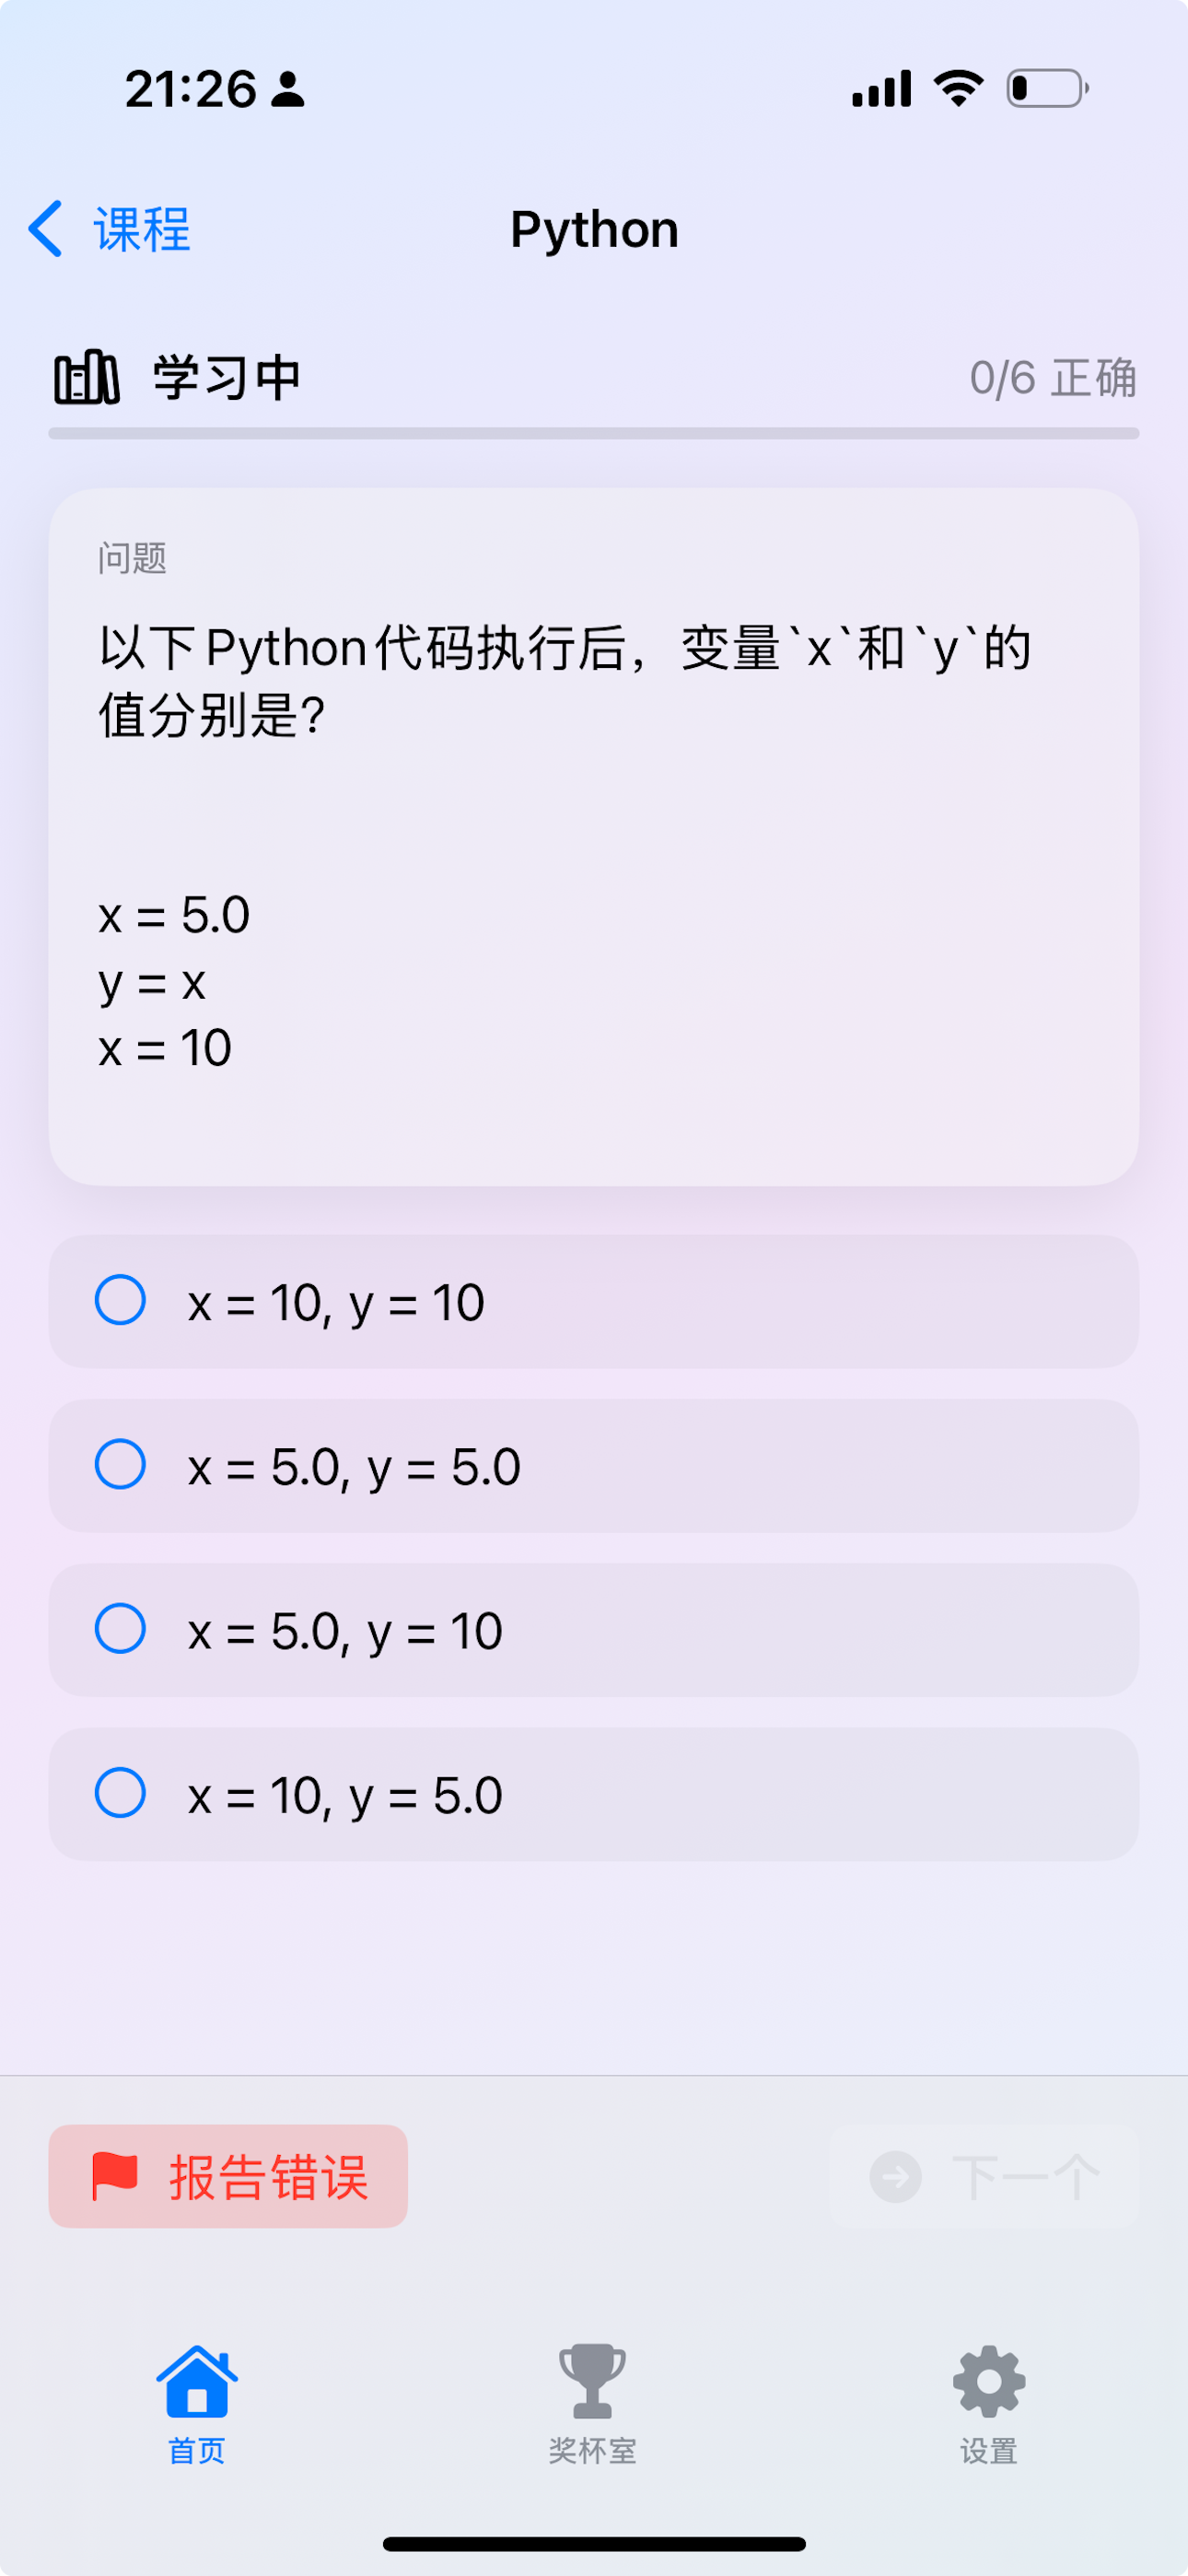 21:26
课程
Python
学习中
0/6 正确
问题
以下Python代码执行后，变量`x`和`y`的
值分别是?
x = 5.0
y = x
x = 10
x = 10, y = 10
x = 5.0, y = 5.0
x = 5.0, y = 10
x = 10, y = 5.0
报告错误
下一个
首页
奖杯室
设置